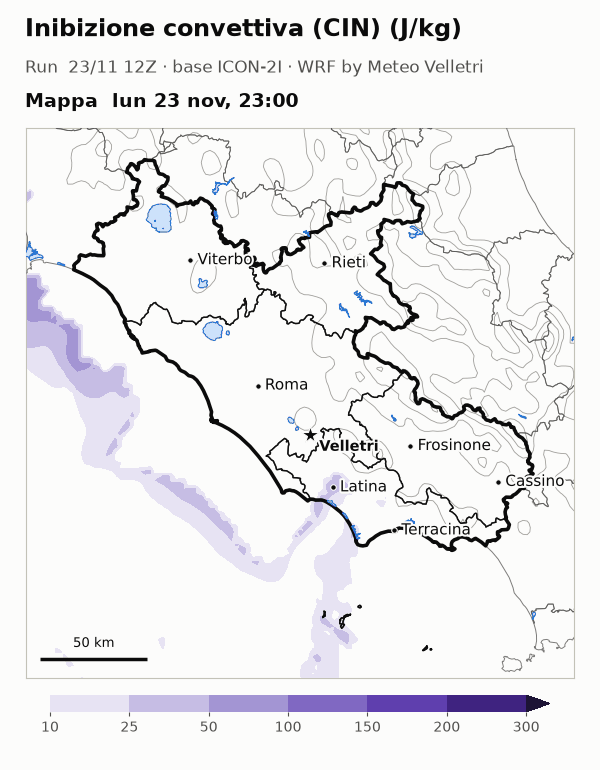 Inibizione convettiva (CIN) (J/kg)
Run  23/11 12Z · base ICON-2I · WRF by Meteo Velletri
Mappa  lun 23 nov, 23:00
Viterbo
Rieti
Roma
Velletri
Frosinone
Latina
Cassino
Terracina
50 km
10 25 50 100 150 200 300